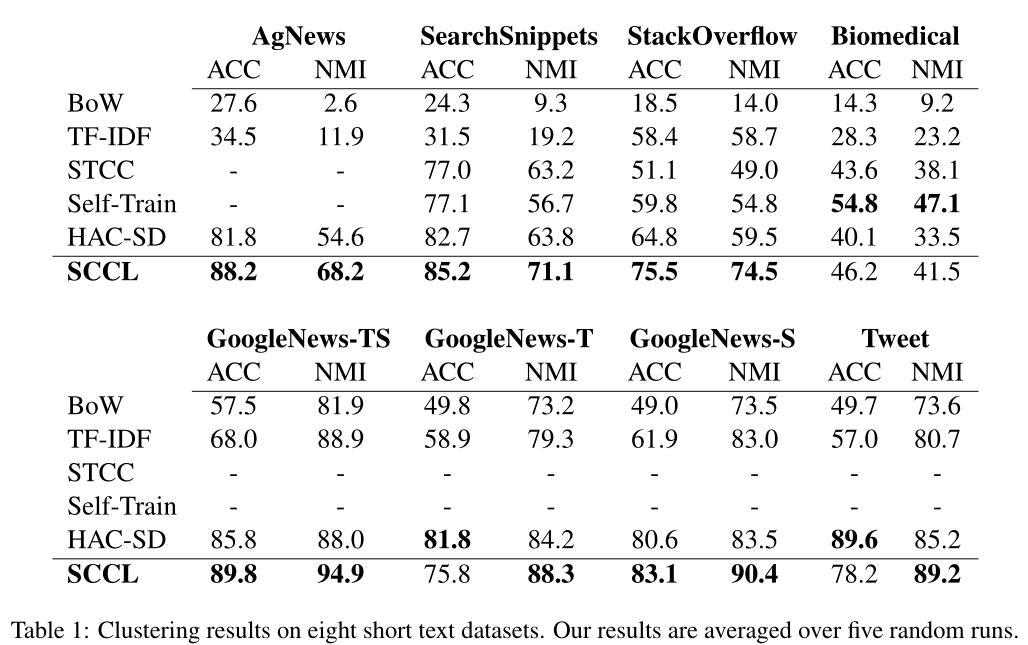 AgNews SearchSnippets StackOverflow Biomedical
ACC NMI ACC NMI ACC NMI ACC NMI
BoW 27.6 2.6 24.3 9.3 18.5 14.0 14.3 9.2
TF-IDF 34.5 11.9 31.5 19.2 58.4 58.7 28.3 23.2
STCC - - 77.0 63.2 51.1 49.0 43.6 38.1
Self-Train - - 77.1 56.7 59.8 54.8 54.8 47.1
HAC-SD 81.8 54.6 82.7 63.8 64.8 59.5 40.1 33.5
SCCL 88.2 68.2 85.2 71.1 75.5 74.5 46.2 41.5
GoogleNews-TS GoogleNews-T GoogleNews-S Tweet
ACC NMI ACC NMI ACC NMI ACC NMI
BoW 57.5 81.9 49.8 73.2 49.0 73.5 49.7 73.6
TF-IDF 68.0 88.9 58.9 79.3 61.9 83.0 57.0 80.7
STCC - - - - - - - -
Self-Train - - - - - - - -
HAC-SD 85.8 88.0 81.8 84.2 80.6 83.5 89.6 85.2
SCCL 89.8 94.9 75.8 88.3 83.1 90.4 78.2 89.2
Table 1: Clustering results on eight short text datasets. Our results are averaged over five random runs.